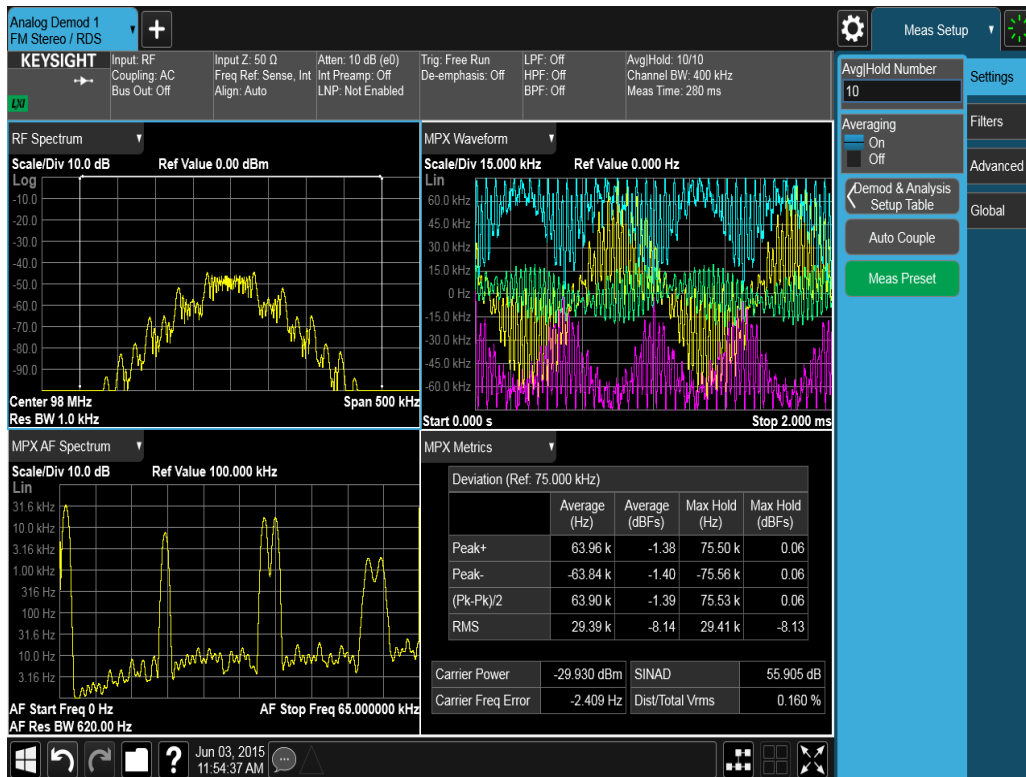 Analog Demod 1
FM Stereo / RDS
Meas Setup
KEYSIGHT
LXI
Input: RF
Coupling: AC
Bus Out: Off
Input Z: 50 Ω
Freq Ref: Sense, Int
Align: Auto
Atten: 10 dB (e0)
Int Preamp: Off
LNP: Not Enabled
Trig: Free Run
De-emphasis: Off
LPF: Off
HPF: Off
BPF: Off
Avg|Hold: 10/10
Channel BW: 400 kHz
Meas Time: 280 ms
RF Spectrum
Scale/Div 10.0 dB Ref Value 0.00 dBm
Log
-10.0
-20.0
-30.0
-40.0
-50.0
-60.0
-70.0
-80.0
-90.0
Center 98 MHz Span 500 kHz
Res BW 1.0 kHz
MPX Waveform
Scale/Div 15.000 kHz Ref Value 0.000 Hz
Lin
60.0 kHz
45.0 kHz
30.0 kHz
15.0 kHz
0 Hz
-15.0 kHz
-30.0 kHz
-45.0 kHz
-60.0 kHz
Start 0.000 s Stop 2.000 ms
MPX AF Spectrum
Scale/Div 10.0 dB Ref Value 100.000 kHz
Lin
31.6 kHz
10.0 kHz
3.16 kHz
1.00 kHz
316 Hz
100 Hz
31.6 Hz
10.0 Hz
3.16 Hz
AF Start Freq 0 Hz AF Stop Freq 65.000000 kHz
AF Res BW 620.00 Hz
MPX Metrics
Deviation (Ref: 75.000 kHz)
Average (Hz) Average (dBFs) Max Hold (Hz) Max Hold (dBFs)
Peak+ 63.96 k -1.38 75.50 k 0.06
Peak- -63.84 k -1.40 -75.56 k 0.06
(Pk-Pk)/2 63.90 k -1.39 75.53 k 0.06
RMS 29.39 k -8.14 29.41 k -8.13
Carrier Power -29.930 dBm SINAD 55.905 dB
Carrier Freq Error -2.409 Hz Dist/Total Vrms 0.160 %
Avg|Hold Number
10
Averaging
On
Off
Demod & Analysis
Setup Table
Auto Couple
Meas Preset
Settings
Filters
Advanced
Global
?
Jun 03, 2015
11:54:37 AM